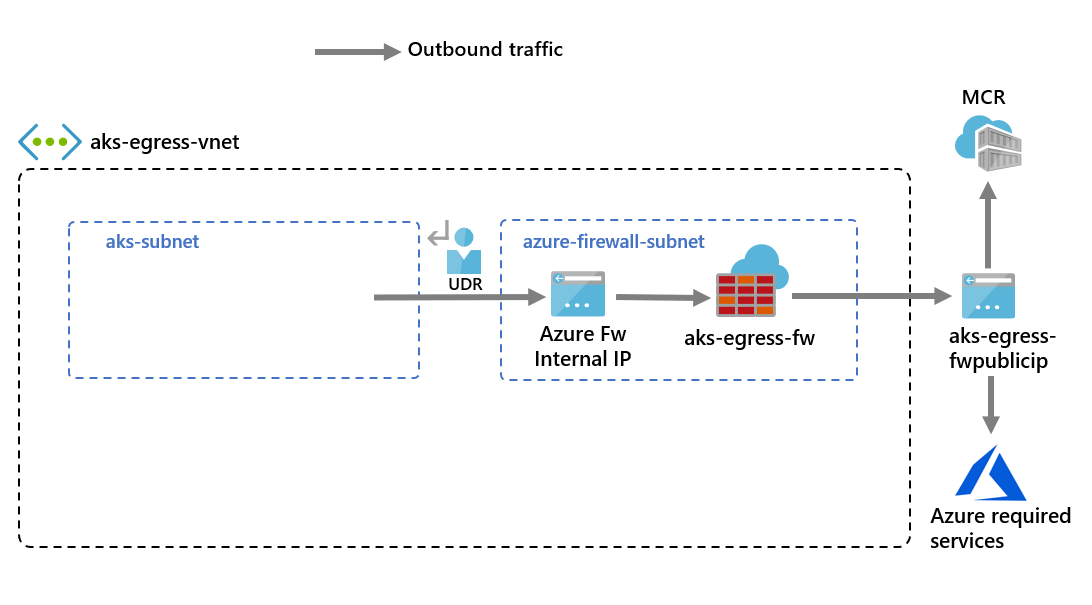 Outbound traffic
MCR
aks-egress-vnet
aks-subnet
azure-firewall-subnet
UDR
Azure Fw
Internal IP
aks-egress-fw
aks-egress-
fwpublicip
Azure required
services